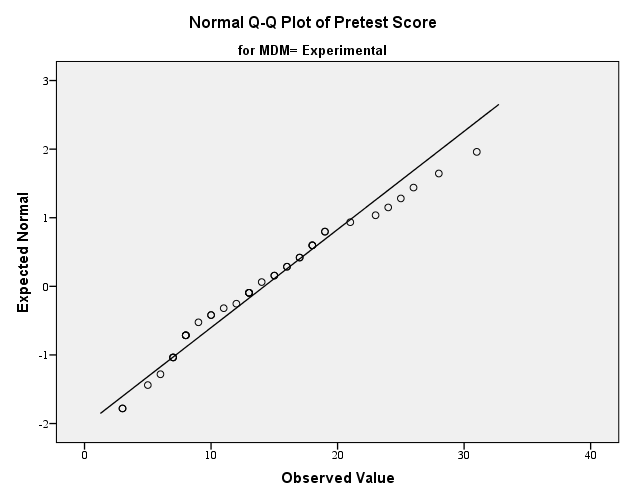 Normal Q-Q Plot of Pretest Score
for MDM= Experimental
Expected Normal
3
2
1
0
-1
-2
0 10 20 30 40
Observed Value